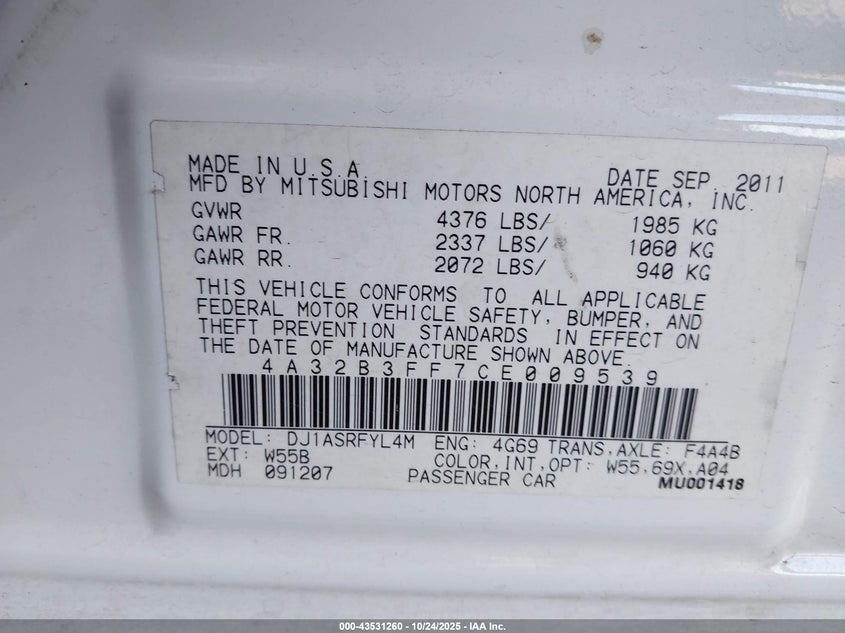 MADE IN U.S.A DATE SEP. 2011
MFD BY MITSUBISHI MOTORS NORTH AMERICA, INC.
GVWR 4376 LBS/ 1985 KG
GAWR FR. 2337 LBS/ 1060 KG
GAWR RR. 2072 LBS/ 940 KG
THIS VEHICLE CONFORMS TO ALL APPLICABLE
FEDERAL MOTOR VEHICLE SAFETY, BUMPER, AND
THEFT PREVENTION STANDARDS IN EFFECT ON
THE DATE OF MANUFACTURE SHOWN ABOVE.
4A32B3FF7CE009539
MODEL: DJ1ASRFYL4M ENG: 4G69 TRANS,AXLE: F4A4B
EXT: W55B COLOR,INT,OPT: W55,69X,A04
MDH 091207 PASSENGER CAR MU001418
000-43531260 - 10/24/2025 - IAA Inc.